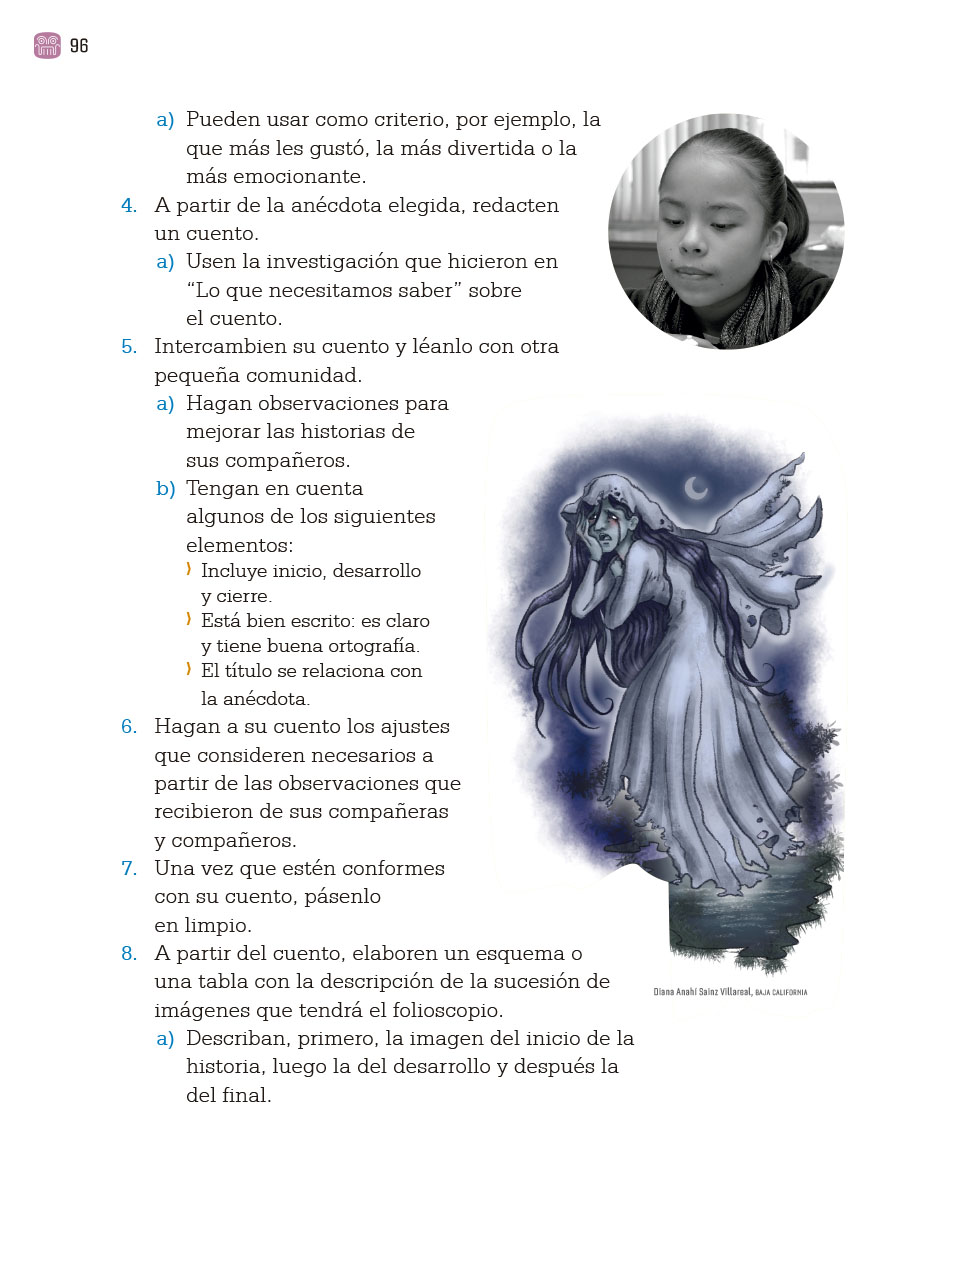 96
a) Pueden usar como criterio, por ejemplo, la
que más les gustó, la más divertida o la
más emocionante.
4. A partir de la anécdota elegida, redacten
un cuento.
a) Usen la investigación que hicieron en
“Lo que necesitamos saber” sobre
el cuento.
5. Intercambien su cuento y léanlo con otra
pequeña comunidad.
a) Hagan observaciones para
mejorar las historias de
sus compañeros.
b) Tengan en cuenta
algunos de los siguientes
elementos:
⟩ Incluye inicio, desarrollo
y cierre.
⟩ Está bien escrito: es claro
y tiene buena ortografía.
⟩ El título se relaciona con
la anécdota.
6. Hagan a su cuento los ajustes
que consideren necesarios a
partir de las observaciones que
recibieron de sus compañeras
y compañeros.
7. Una vez que estén conformes
con su cuento, pásenlo
en limpio.
8. A partir del cuento, elaboren un esquema o
una tabla con la descripción de la sucesión de
imágenes que tendrá el folioscopio.
a) Describan, primero, la imagen del inicio de la
historia, luego la del desarrollo y después la
del final.
Diana Anahí Sainz Villareal, BAJA CALIFORNIA